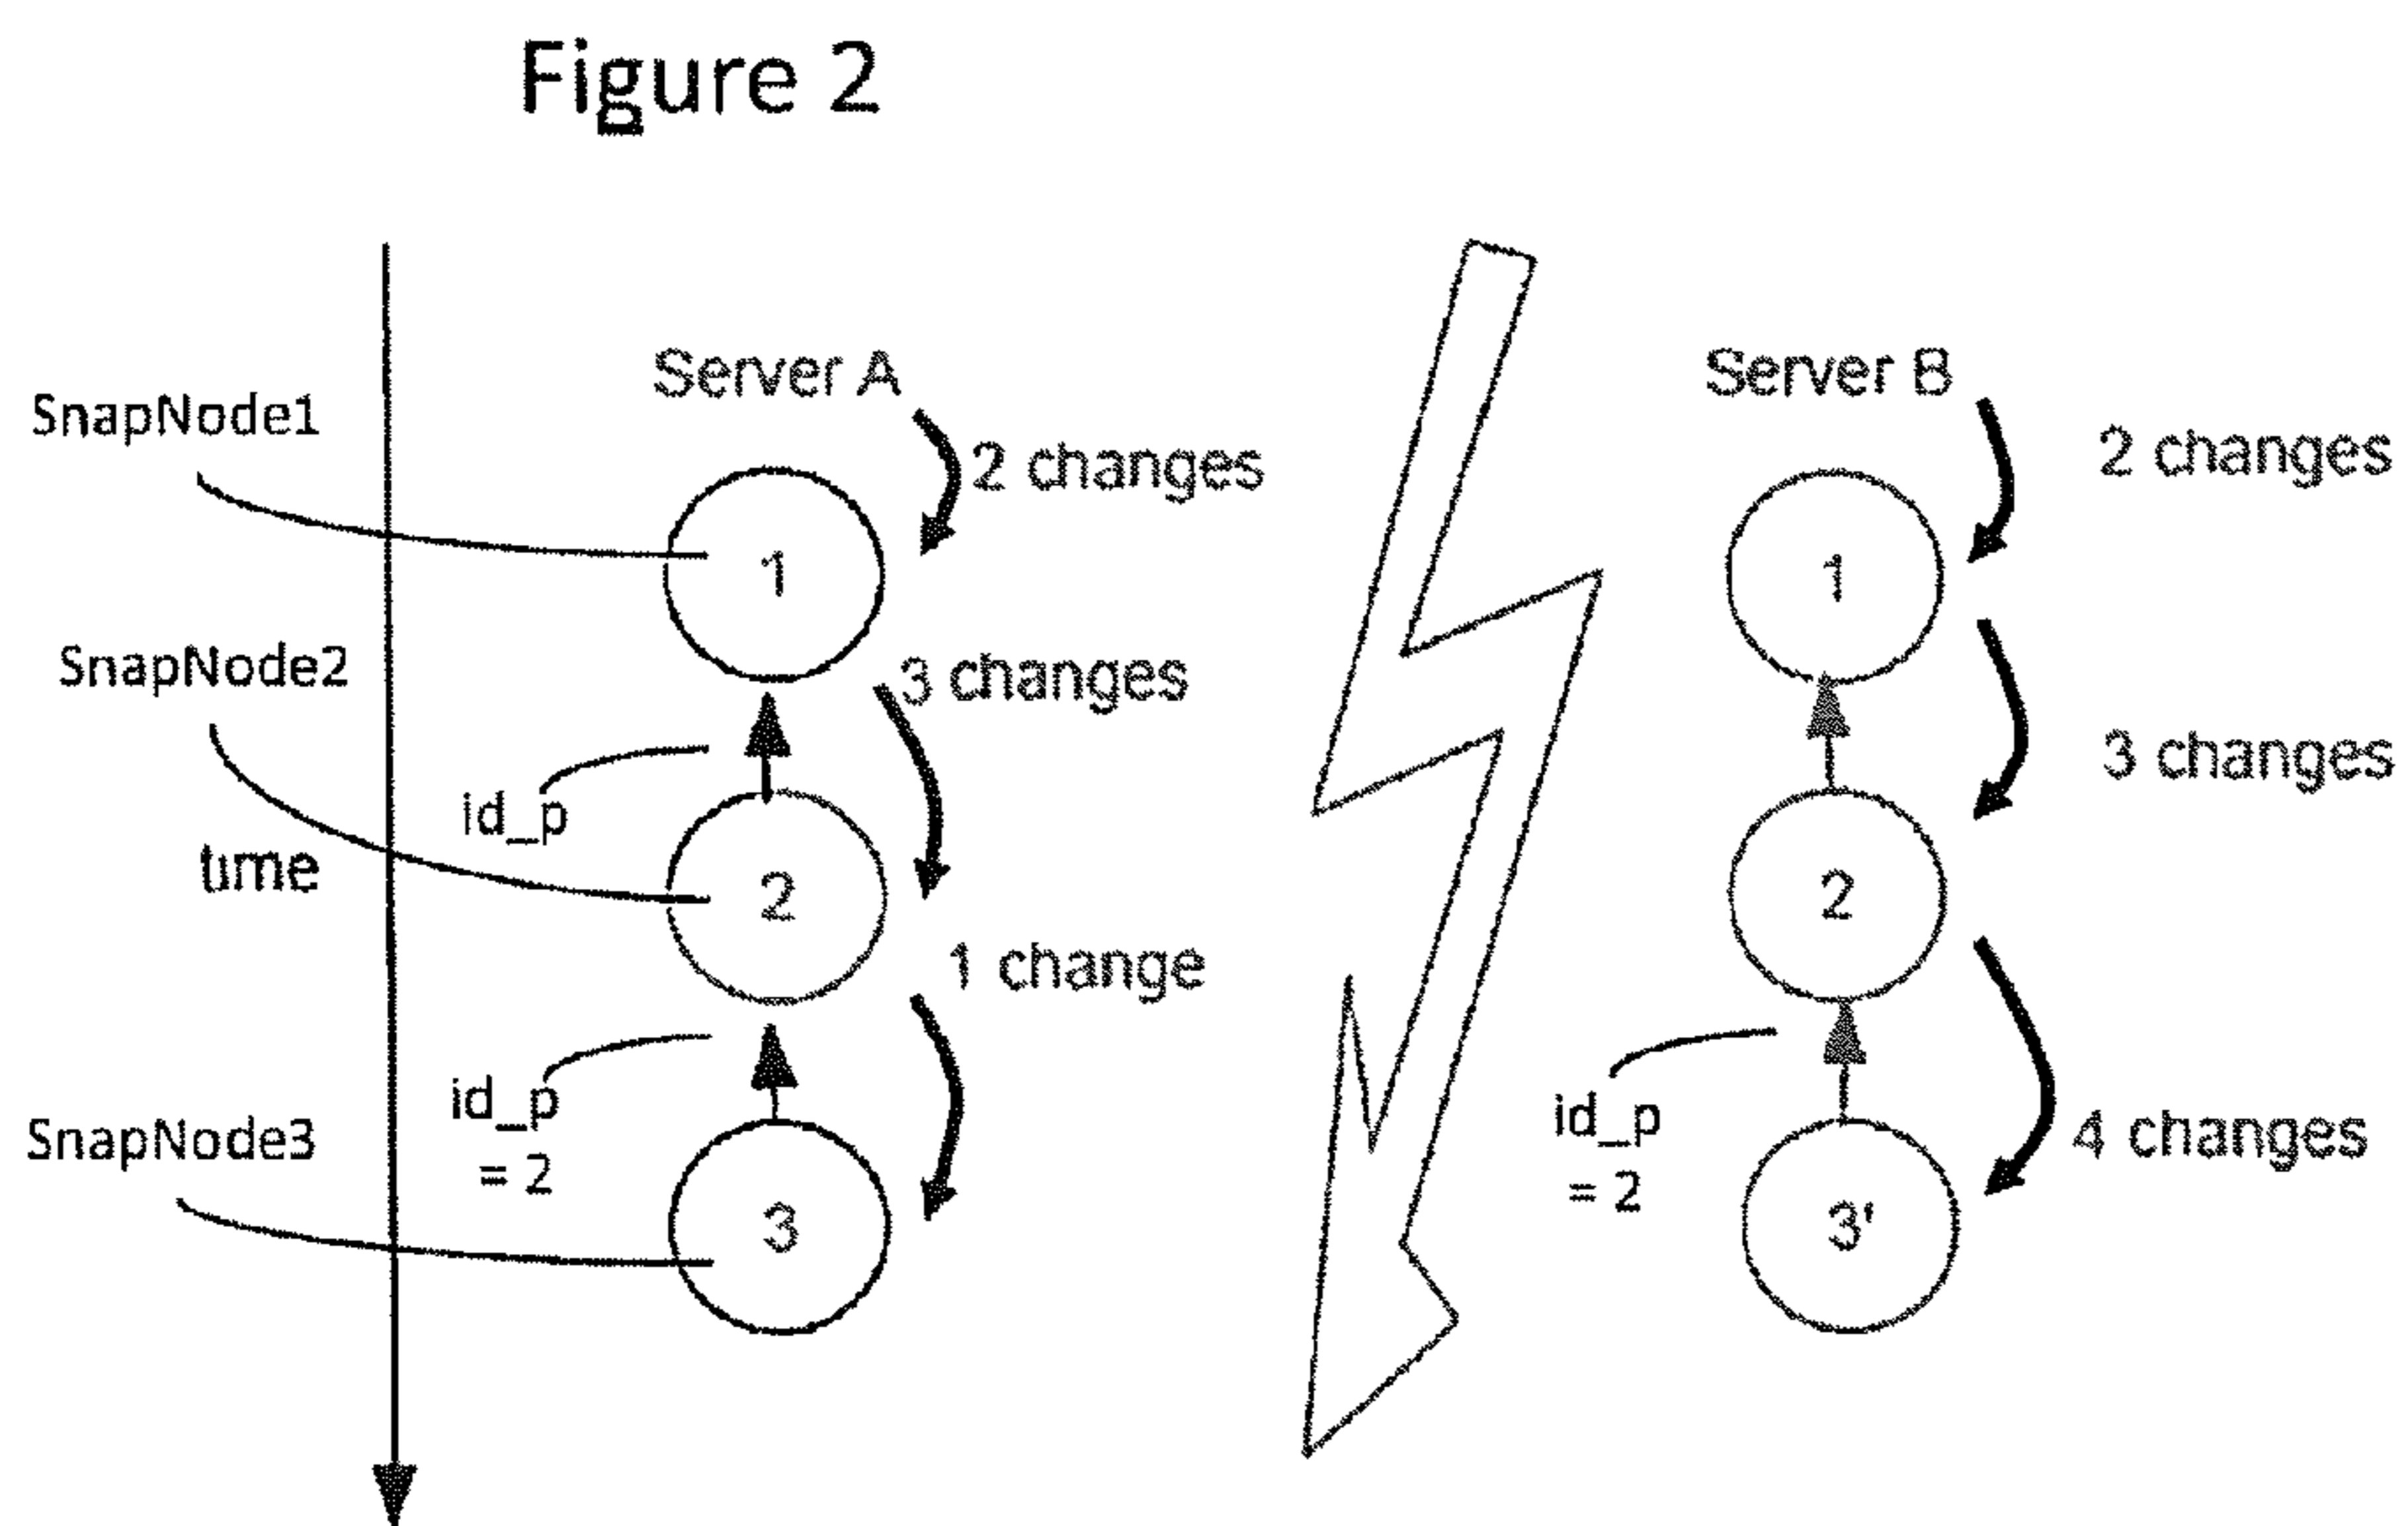 Figure 2
Server A
Server B
SnapNode1
2 changes
2 changes
1
1
SnapNode2
3 changes
3 changes
id_p
time
2
2
1 change
id_p
= 2
id_p
= 2
SnapNode3
4 changes
3
3'